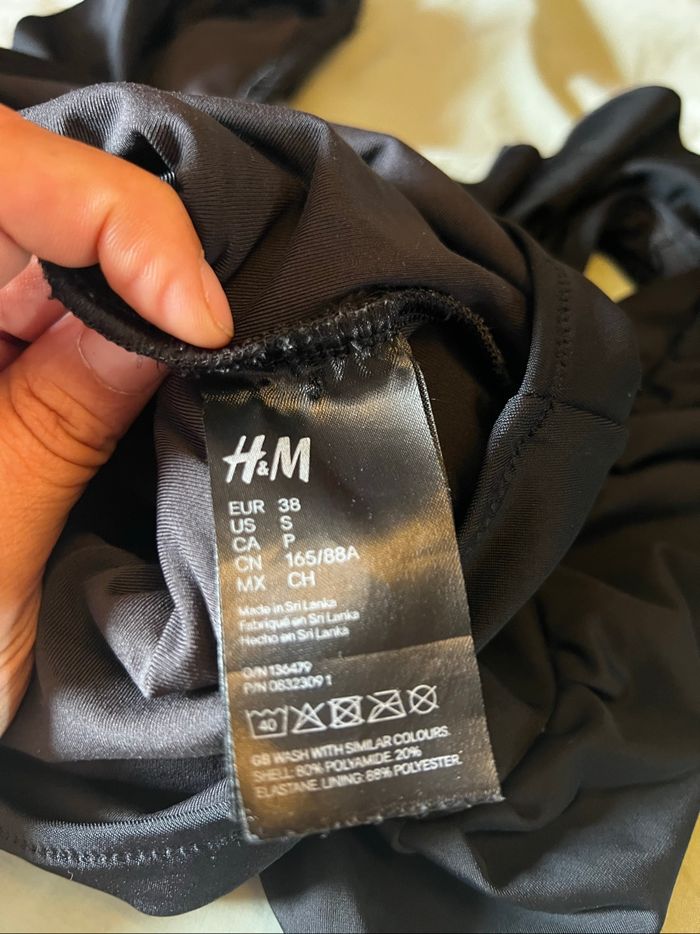 H&M
EUR 38
US S
CA P
CN 165/88A
MX CH
Made in Sri Lanka
Fabriqué en Sri Lanka
Hecho en Sri Lanka
O/N 136479
P/N 0832309 1
40
GB WASH WITH SIMILAR COLOURS.
SHELL: 80% POLYAMIDE. 20%
ELASTANE. LINING: 88% POLYESTER.